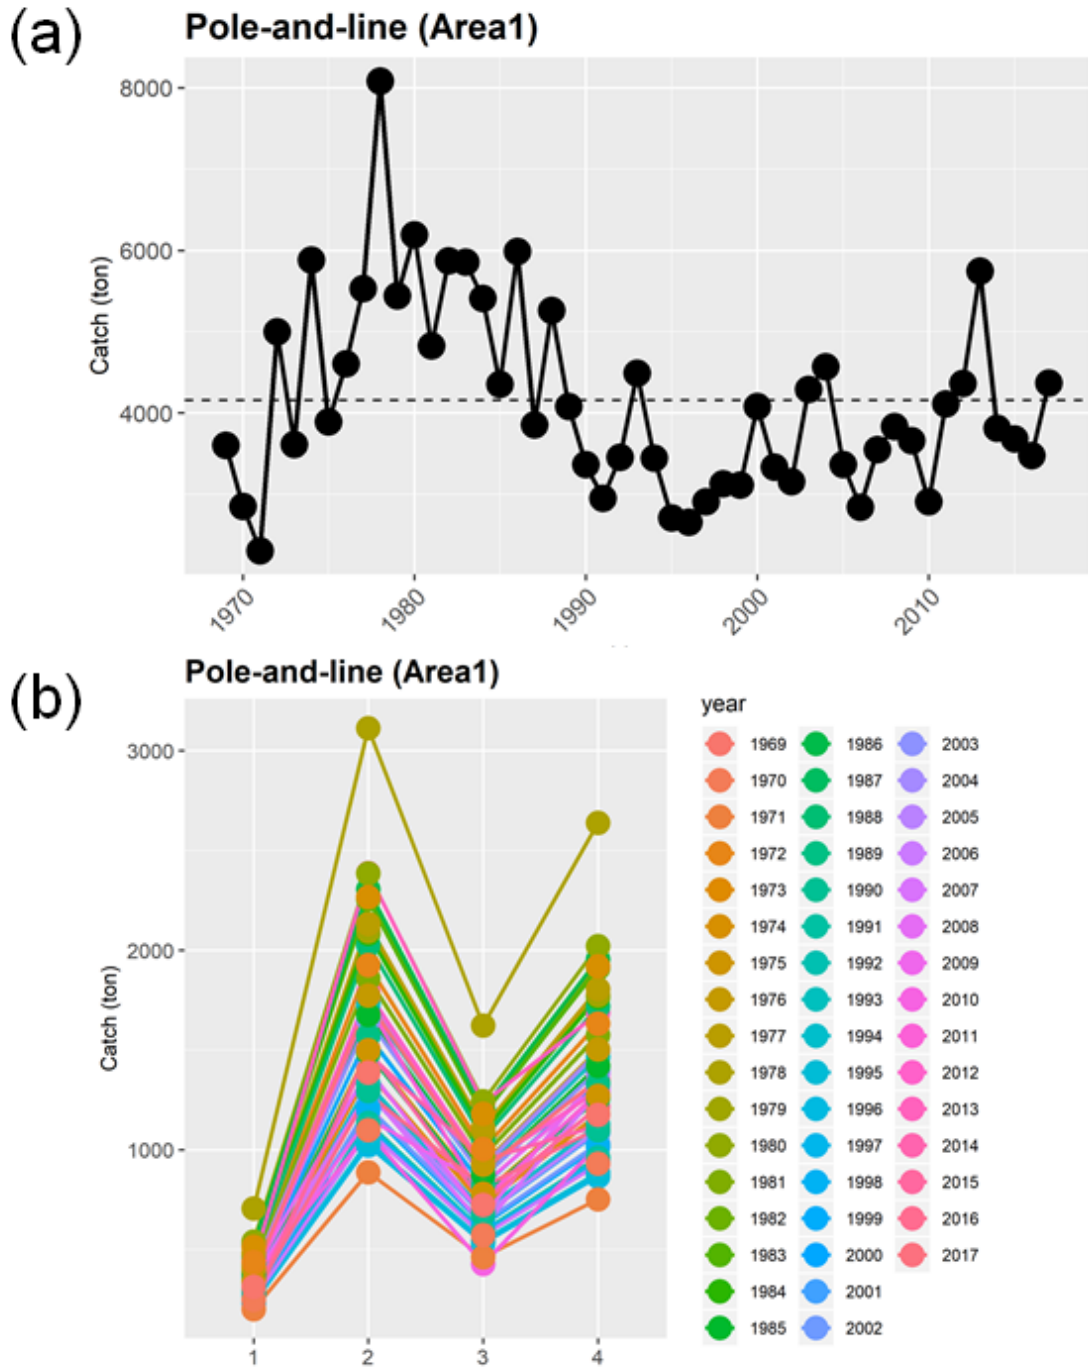 (a)
Pole-and-line (Area1)
Catch (ton)
8000
6000
4000
1970
1980
1990
2000
2010
(b)
Pole-and-line (Area1)
Catch (ton)
3000
2000
1000
1
2
3
4
year
1969 1986 2003
1970 1987 2004
1971 1988 2005
1972 1989 2006
1973 1990 2007
1974 1991 2008
1975 1992 2009
1976 1993 2010
1977 1994 2011
1978 1995 2012
1979 1996 2013
1980 1997 2014
1981 1998 2015
1982 1999 2016
1983 2000 2017
1984 2001
1985 2002